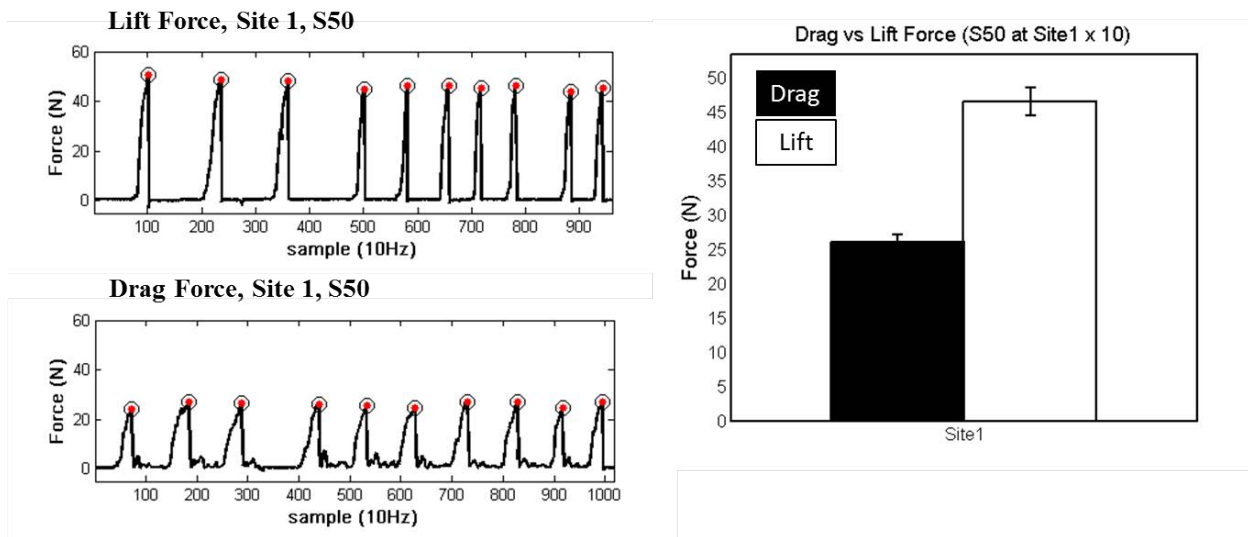 Lift Force, Site 1, S50
60
40
20
0
Force (N)
100 200 300 400 500 600 700 800 900
sample (10Hz)
Drag Force, Site 1, S50
60
40
20
0
Force (N)
100 200 300 400 500 600 700 800 900 1000
sample (10Hz)
Drag vs Lift Force (S50 at Site1 x 10)
50
45
40
35
30
25
20
15
10
5
0
Force (N)
Drag
Lift
Site1